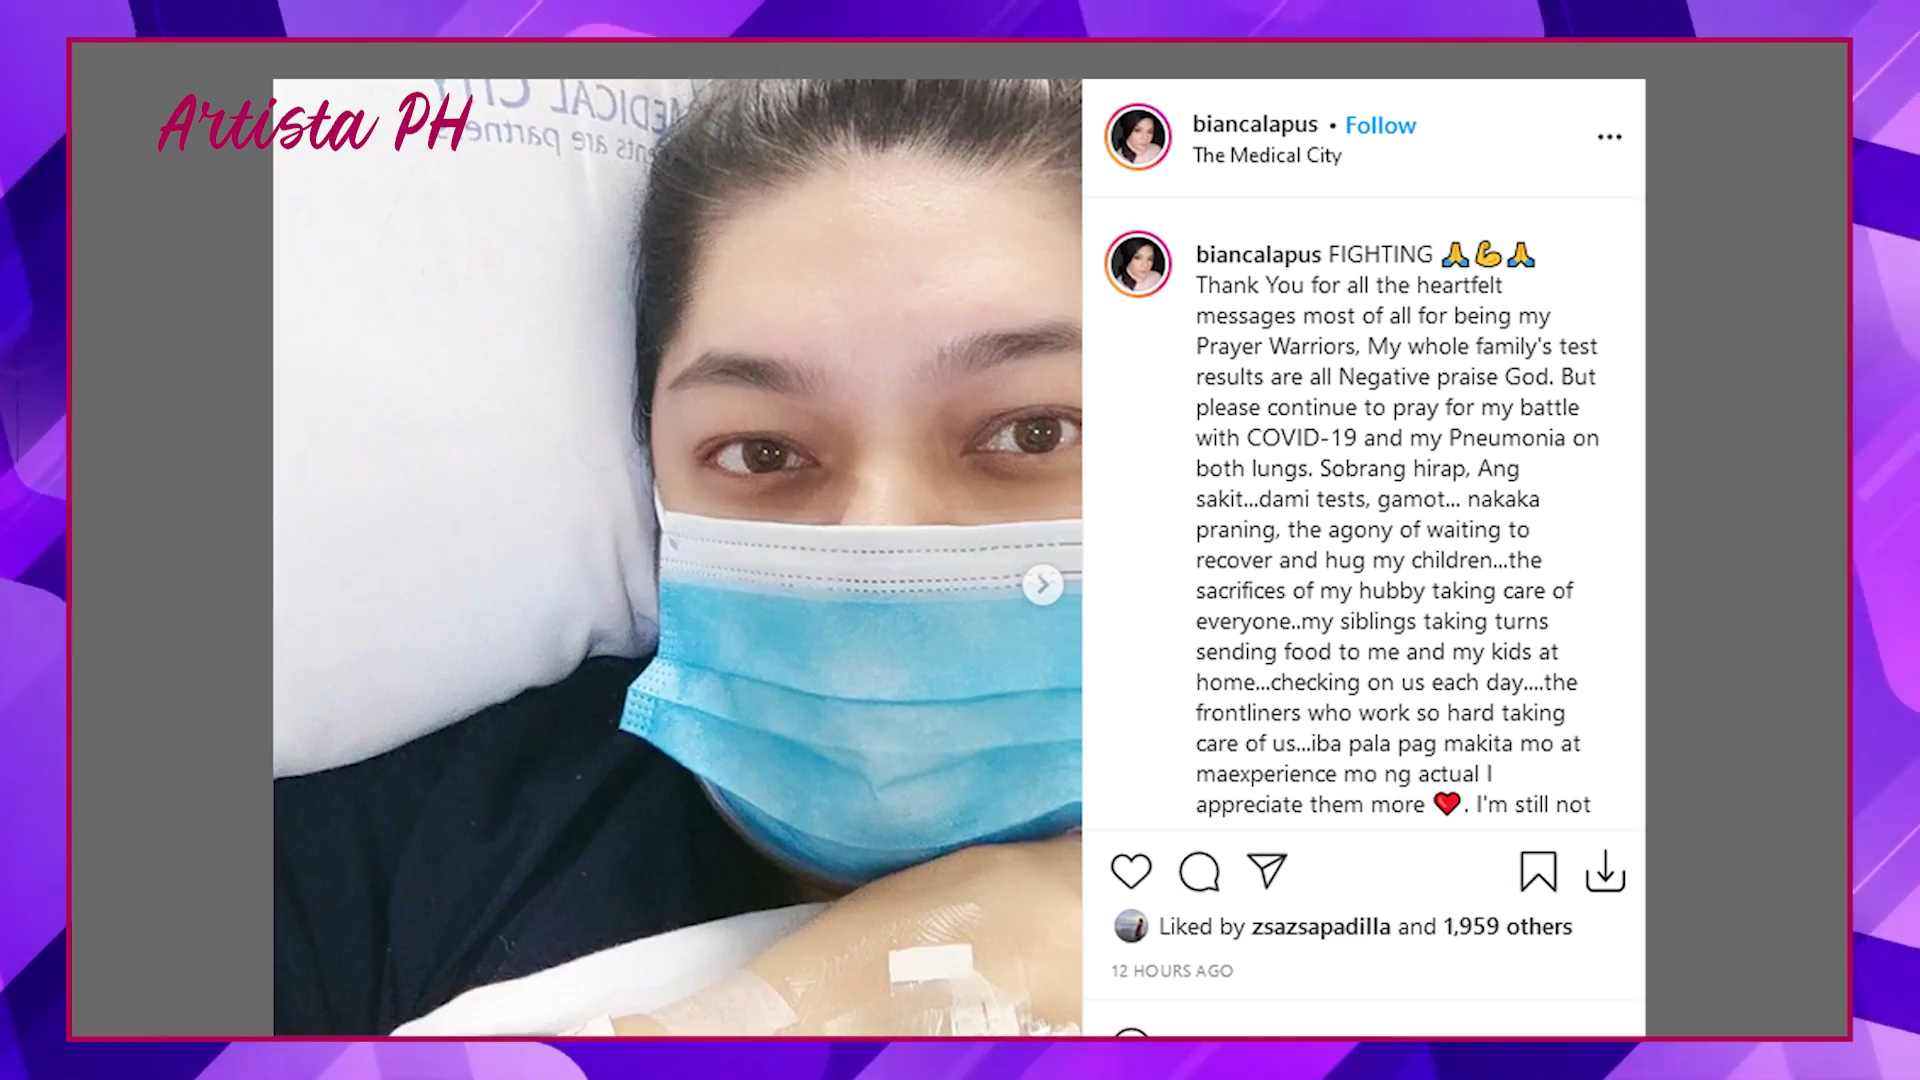 Artista PH
MEDICAL CITY
ents are partners
biancalapus • Follow
The Medical City
biancalapus FIGHTING 🙏💪🙏
Thank You for all the heartfelt
messages most of all for being my
Prayer Warriors, My whole family's test
results are all Negative praise God. But
please continue to pray for my battle
with COVID-19 and my Pneumonia on
both lungs. Sobrang hirap, Ang
sakit...dami tests, gamot... nakaka
praning, the agony of waiting to
recover and hug my children...the
sacrifices of my hubby taking care of
everyone..my siblings taking turns
sending food to me and my kids at
home...checking on us each day....the
frontliners who work so hard taking
care of us...iba pala pag makita mo at
maexperience mo ng actual I
appreciate them more ❤️. I'm still not
Liked by zsazsapadilla and 1,959 others
12 HOURS AGO